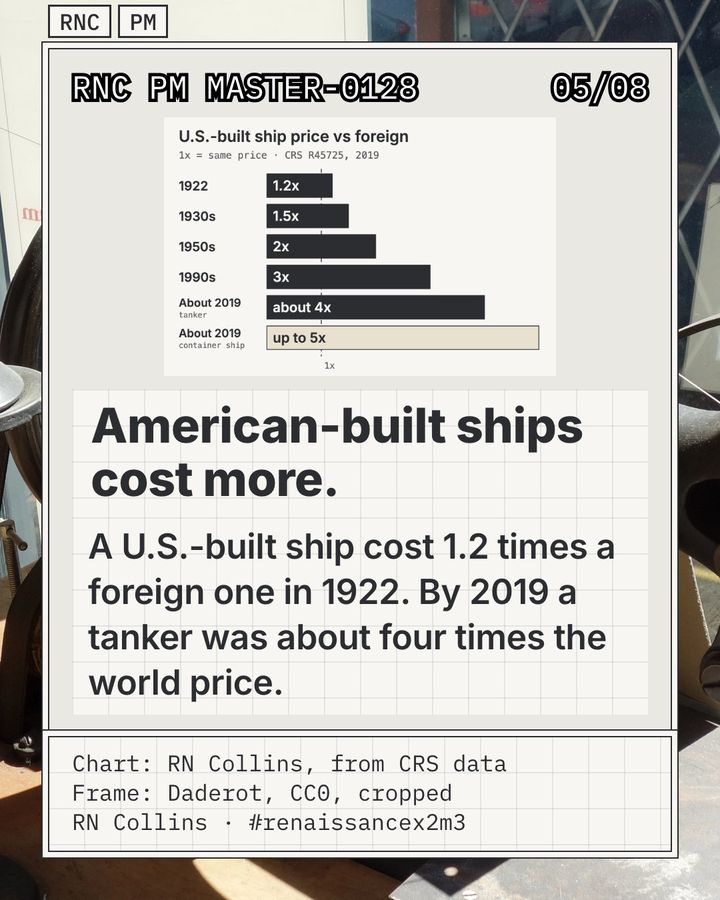 RNC PM
RNC PM MASTER-0128 05/08
U.S.-built ship price vs foreign
1x = same price · CRS R45725, 2019
1922 1.2x
1930s 1.5x
1950s 2x
1990s 3x
About 2019
tanker
about 4x
About 2019
container ship
up to 5x
1x
American-built ships
cost more.
A U.S.-built ship cost 1.2 times a
foreign one in 1922. By 2019 a
tanker was about four times the
world price.
Chart: RN Collins, from CRS data
Frame: Daderot, CC0, cropped
RN Collins · #renaissancex2m3